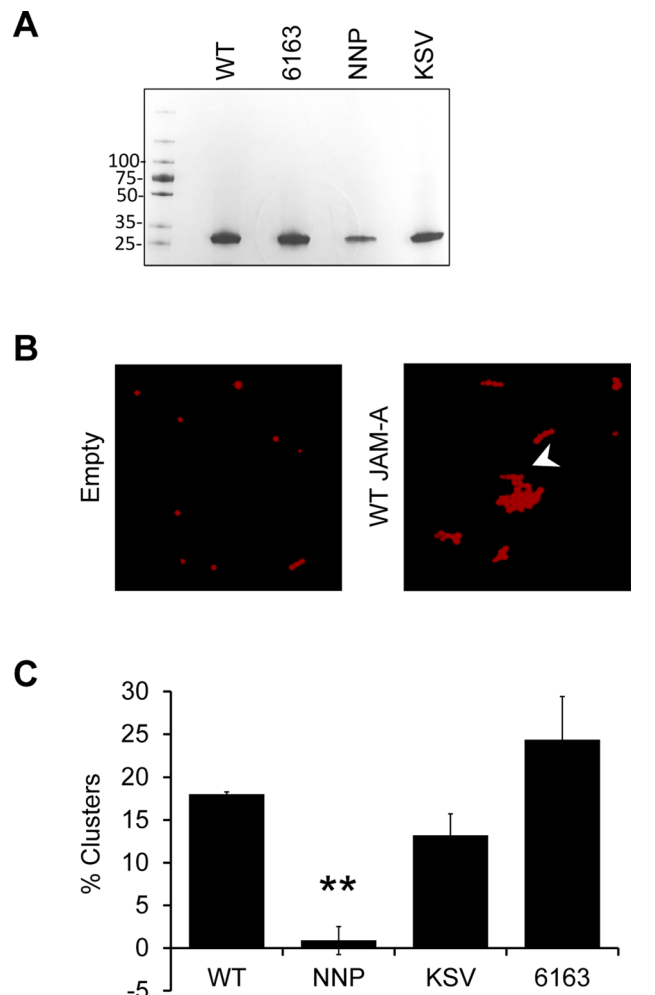 A
WT 6163 NNP KSV
100-
75-
50-
35-
25-
B
Empty
WT JAM-A
C
% Clusters
30
25
20
15
10
5
0
-5
**
WT NNP KSV 6163